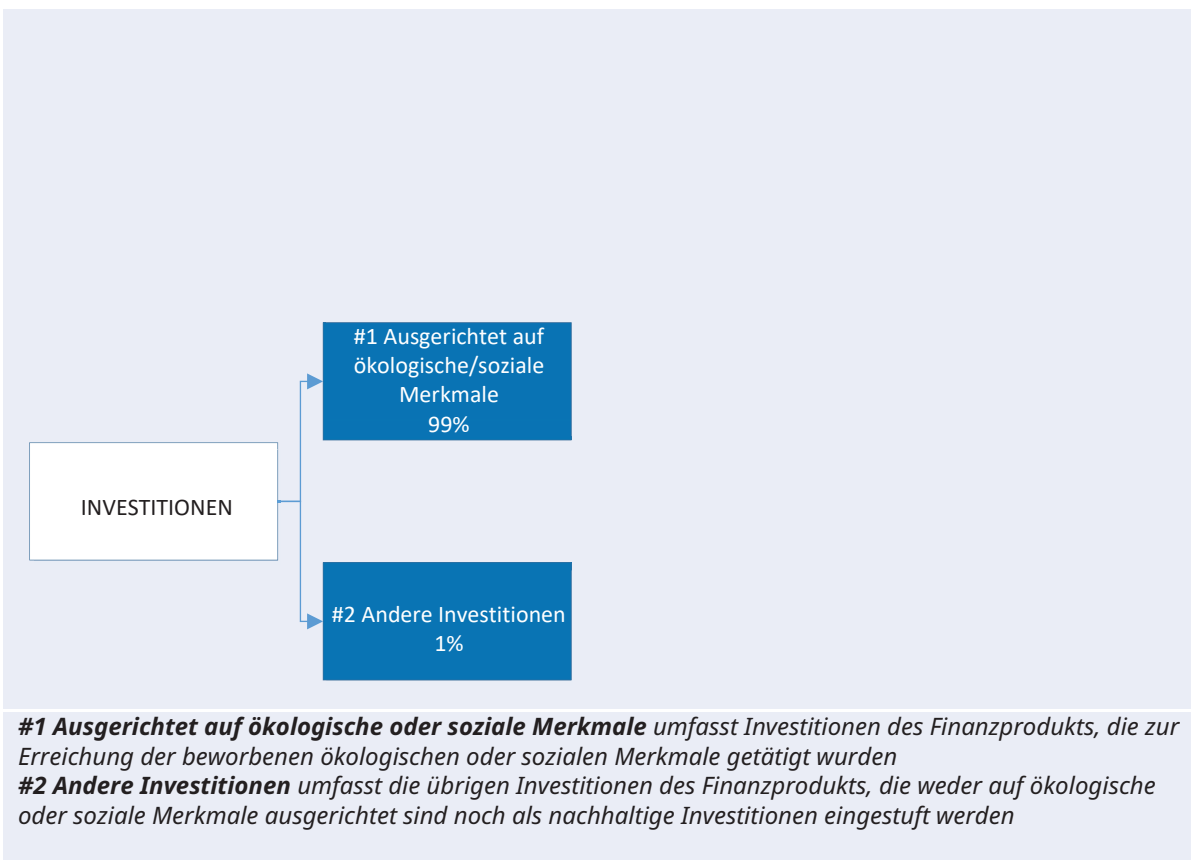 #1 Ausgerichtet auf
ökologische/soziale
Merkmale
99%
INVESTITIONEN
#2 Andere Investitionen
1%
#1 Ausgerichtet auf ökologische oder soziale Merkmale umfasst Investitionen des Finanzprodukts, die zur
Erreichung der beworbenen ökologischen oder sozialen Merkmale getätigt wurden
#2 Andere Investitionen umfasst die übrigen Investitionen des Finanzprodukts, die weder auf ökologische
oder soziale Merkmale ausgerichtet sind noch als nachhaltige Investitionen eingestuft werden